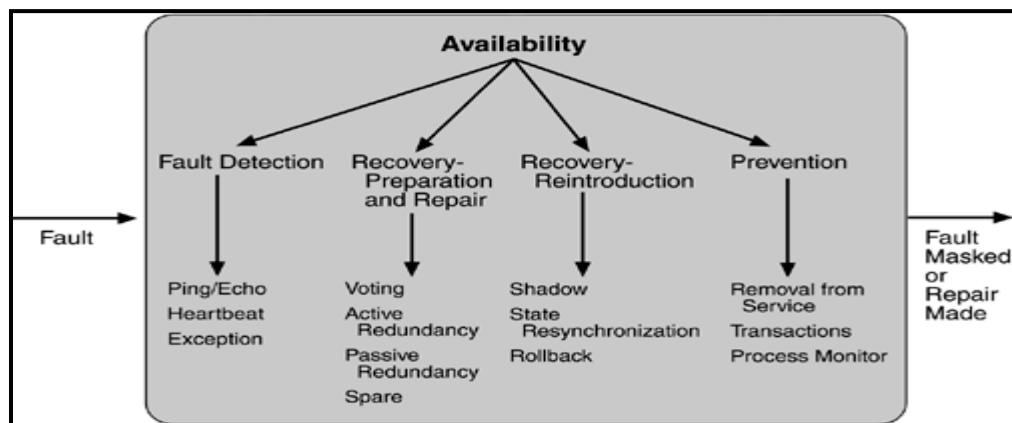 Availability
Fault Detection
Recovery-
Preparation
and Repair
Recovery-
Reintroduction
Prevention
Fault
Fault
Masked
or
Repair
Made
Ping/Echo
Heartbeat
Exception
Voting
Active
Redundancy
Passive
Redundancy
Spare
Shadow
State
Resynchronization
Rollback
Removal from
Service
Transactions
Process Monitor